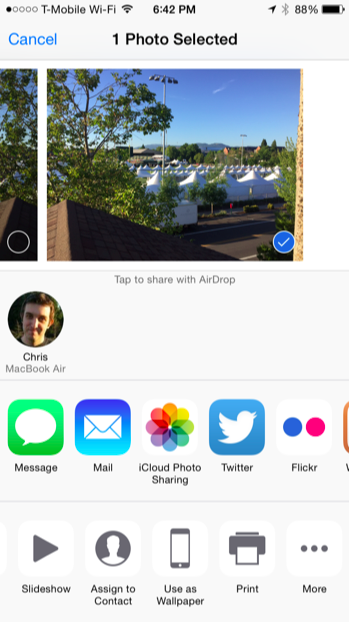 T-Mobile Wi-Fi 6:42 PM 88%
Cancel 1 Photo Selected
Tap to share with AirDrop
Chris
MacBook Air
Message Mail iCloud Photo Twitter Flickr
Sharing
Slideshow Assign to Use as Print More
Contact Wallpaper